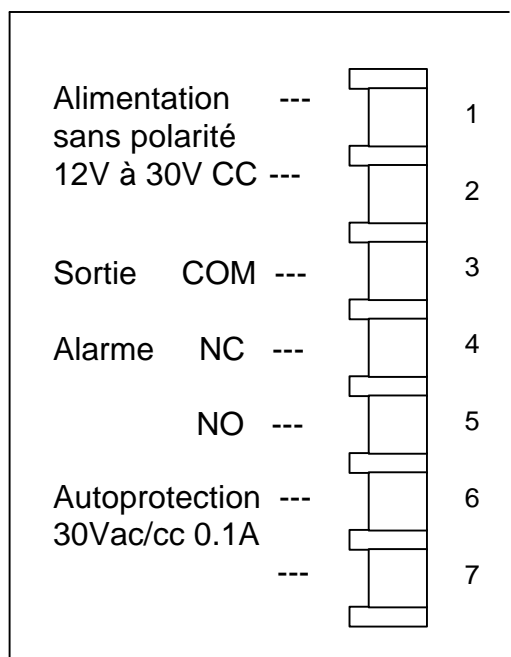 Alimentation --- 1
sans polarité
12V à 30V CC --- 2
Sortie COM --- 3
Alarme NC --- 4
NO --- 5
Autoprotection --- 6
30Vac/cc 0.1A
--- 7